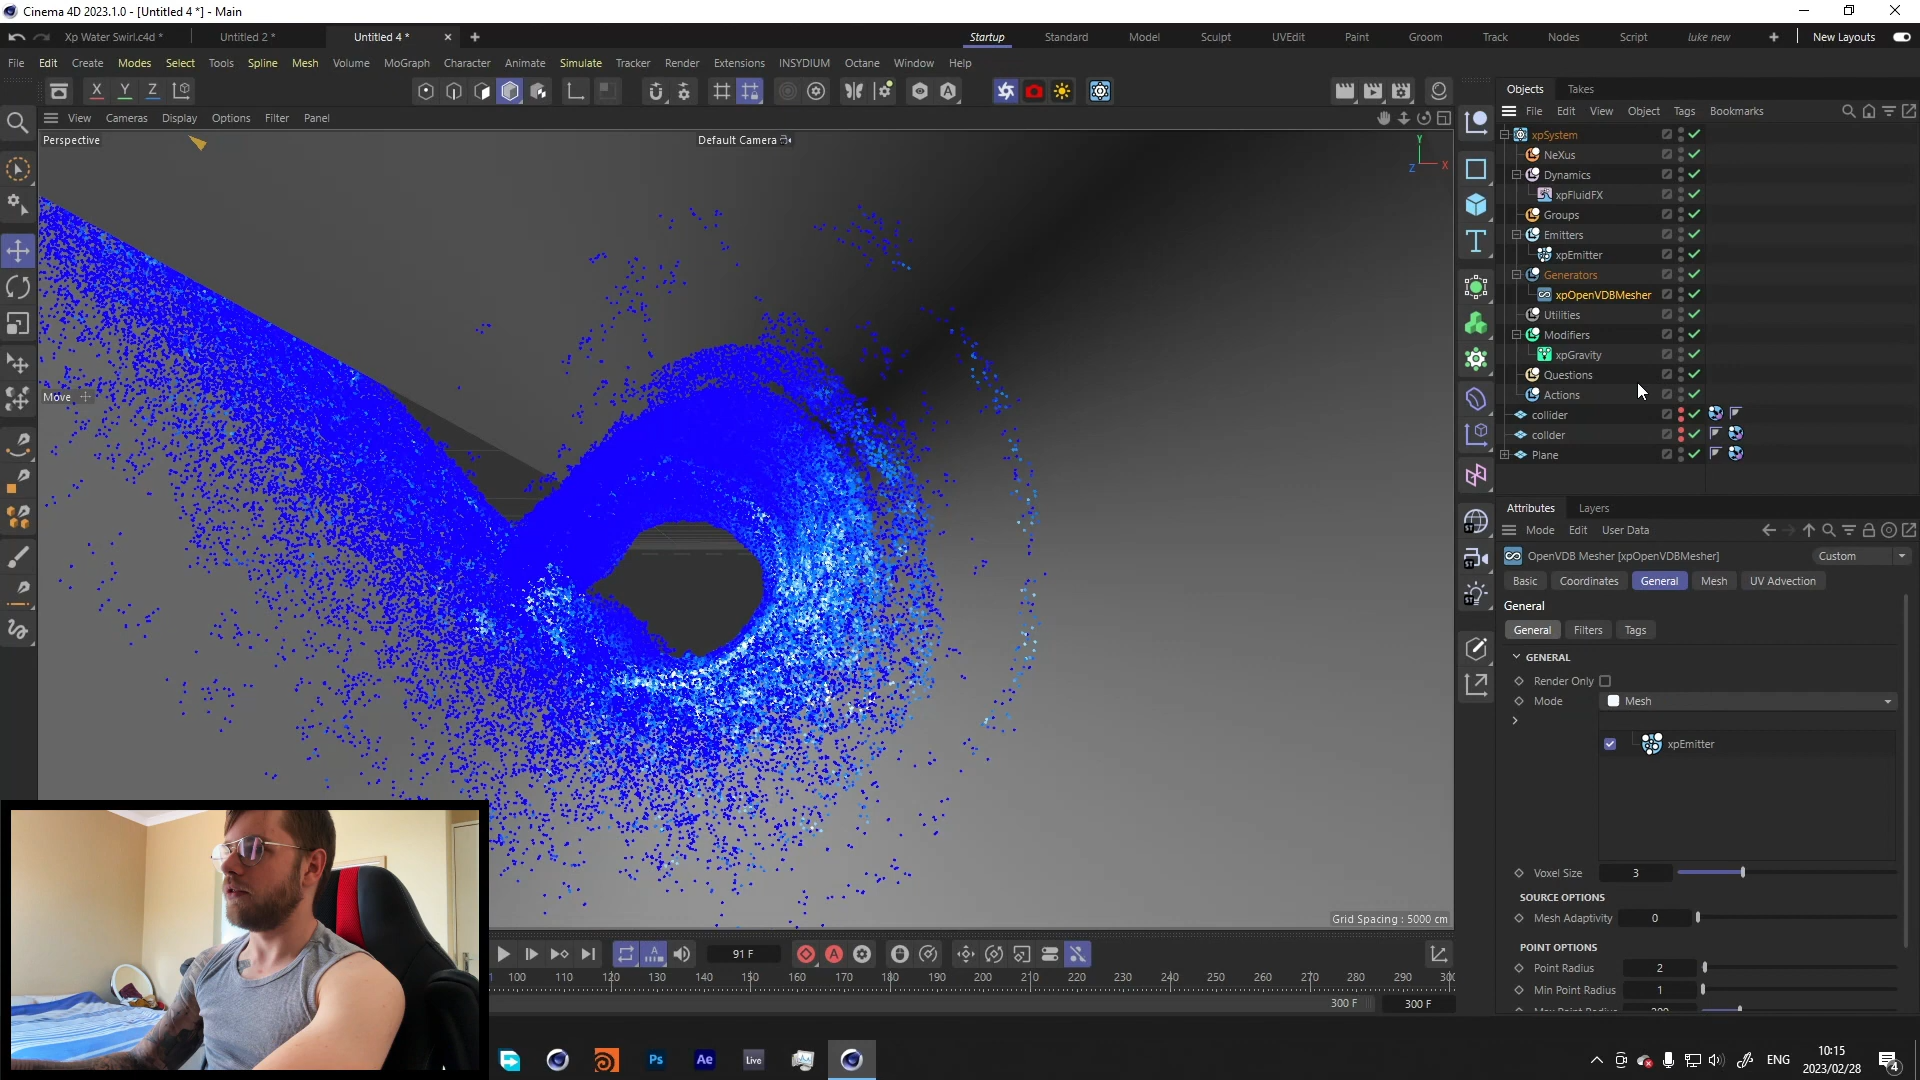 Cinema 4D 2023.1.0 - [Untitled 4 *] - Main
Xp Water Swirl.c4d *
Untitled 2 *
Untitled 4 *
Startup
Standard
Model
Sculpt
UVEdit
Paint
Groom
Track
Nodes
Script
luke new
New Layouts
File Edit Create Modes Select Tools Spline Mesh Volume MoGraph Character Animate Simulate Tracker Render Extensions INSYDIUM Octane Window Help
X Y Z
View Cameras Display Options Filter Panel
Perspective
Default Camera
Y
Z X
Move
Grid Spacing : 5000 cm
Objects Takes
File Edit View Object Tags Bookmarks
xpSystem
NeXus
Dynamics
xpFluidFX
Groups
Emitters
xpEmitter
Generators
xpOpenVDBMesher
Utilities
Modifiers
xpGravity
Questions
Actions
collider
collder
Plane
Attributes Layers
Mode Edit User Data
OpenVDB Mesher [xpOpenVDBMesher]
Custom
Basic Coordinates General Mesh UV Advection
General
General Filters Tags
GENERAL
Render Only
Mode Mesh
xpEmitter
Voxel Size 3
SOURCE OPTIONS
Mesh Adaptivity 0
POINT OPTIONS
Point Radius 2
Min Point Radius 1
91 F
100 110 120 130 140 150 160 170 180 190 200 210 220 230 240 250 260 270 280 290
300 F
300 F
Ps Ae Live
ENG
10:15
2023/02/28
4